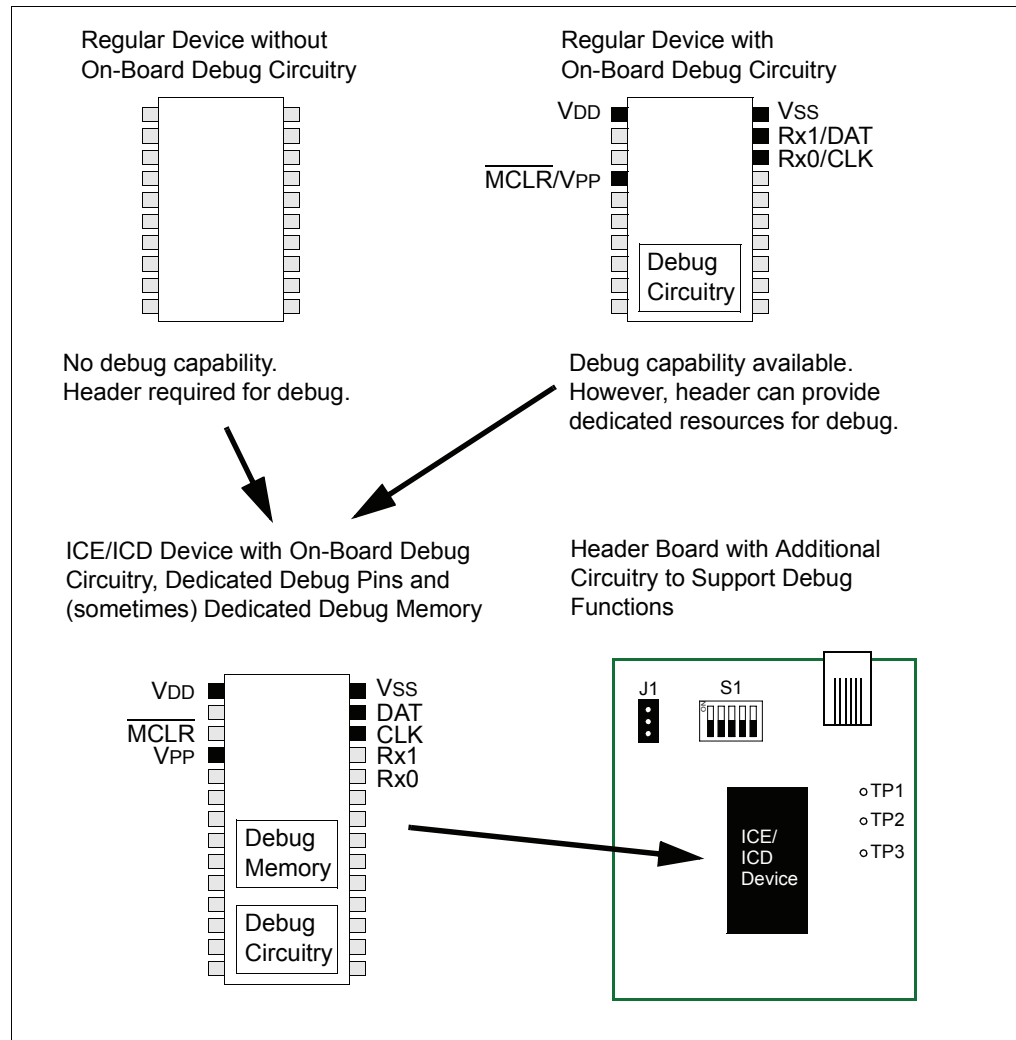 Regular Device without
On-Board Debug Circuitry
Regular Device with
On-Board Debug Circuitry
VDD
MCLR/VPP
VSS
Rx1/DAT
Rx0/CLK
Debug
Circuitry
No debug capability.
Header required for debug.
Debug capability available.
However, header can provide
dedicated resources for debug.
ICE/ICD Device with On-Board Debug
Circuitry, Dedicated Debug Pins and
(sometimes) Dedicated Debug Memory
Header Board with Additional
Circuitry to Support Debug
Functions
VDD
MCLR
VPP
VSS
DAT
CLK
Rx1
Rx0
Debug
Memory
Debug
Circuitry
J1
S1
ON
TP1
TP2
TP3
ICE/
ICD
Device